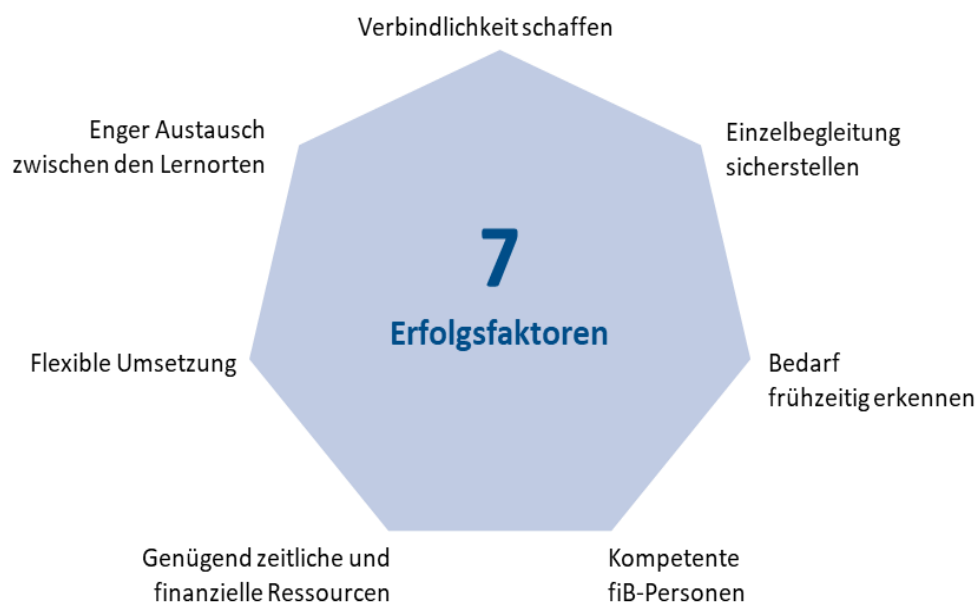 Verbindlichkeit schaffen
Enger Austausch
zwischen den Lernorten
Einzelbegleitung
sicherstellen
7
Erfolgsfaktoren
Flexible Umsetzung
Bedarf
frühzeitig erkennen
Genügend zeitliche und
finanzielle Ressourcen
Kompetente
fiB-Personen